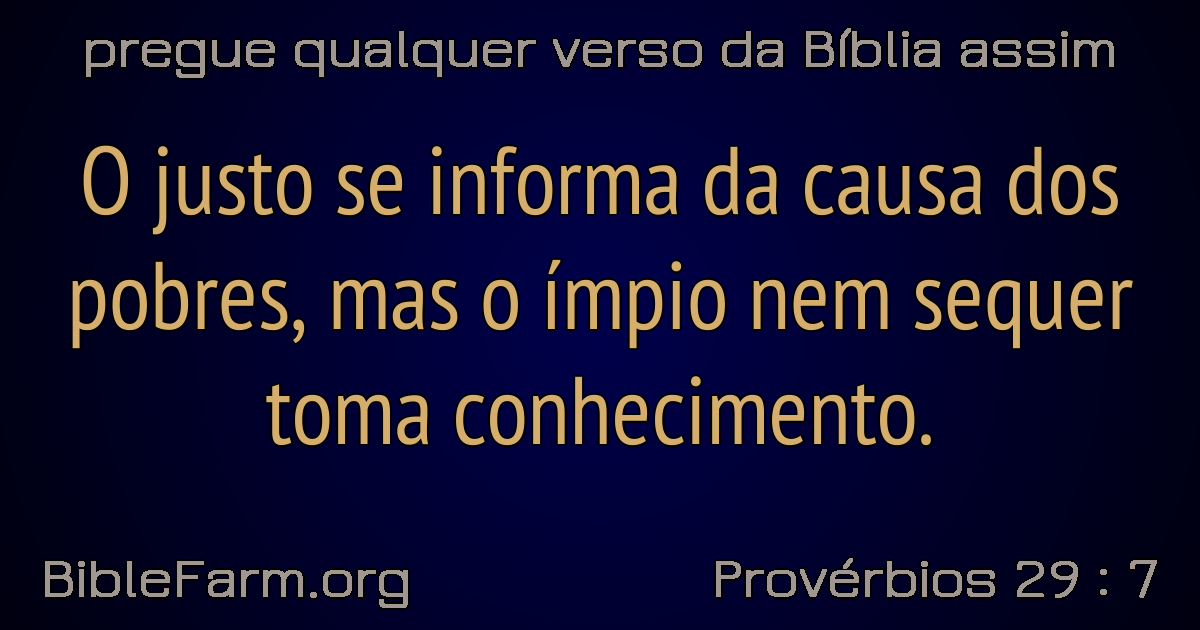 pregue qualquer verso da Bíblia assim
O justo se informa da causa dos
pobres, mas o ímpio nem sequer
toma conhecimento.
BibleFarm.org
Provérbios 29 : 7